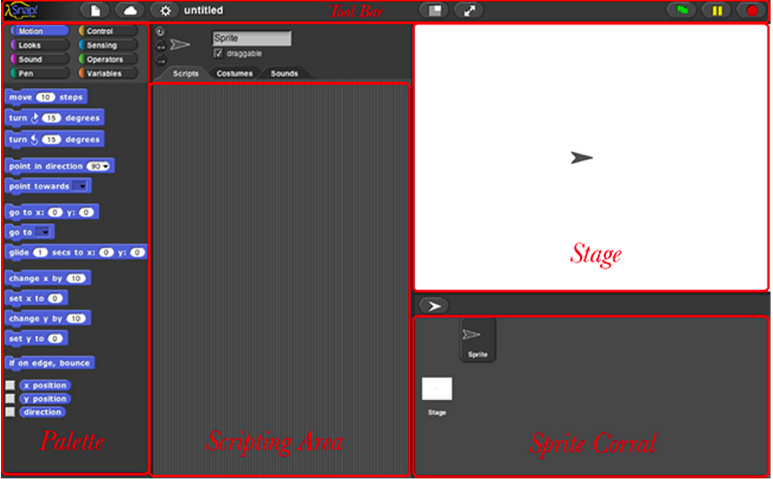 Snap!
untitled
Tool Bar
Motion
Control
Looks
Sensing
Sound
Operators
Pen
Variables
Sprite
draggable
Scripts Costumes Sounds
move 10 steps
turn 15 degrees
turn 15 degrees
point in direction 90
point towards
go to x: 0 y: 0
go to
glide 1 secs to x: 0 y: 0
change x by 10
set x to 0
change y by 10
set y to 0
if on edge, bounce
x position
y position
direction
Palette
Scripting Area
Stage
Sprite
Stage
Sprite Corral